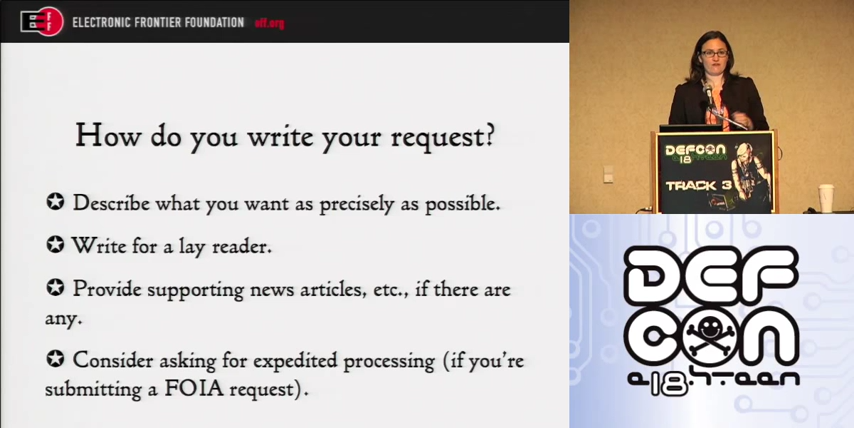 EFF ELECTRONIC FRONTIER FOUNDATION eff.org
How do you write your request?
Describe what you want as precisely as possible.
Write for a lay reader.
Provide supporting news articles, etc., if there are
any.
Consider asking for expedited processing (if you're
submitting a FOIA request).
DEFCON
18
TRACK 3
DEF
CON
e18hteen